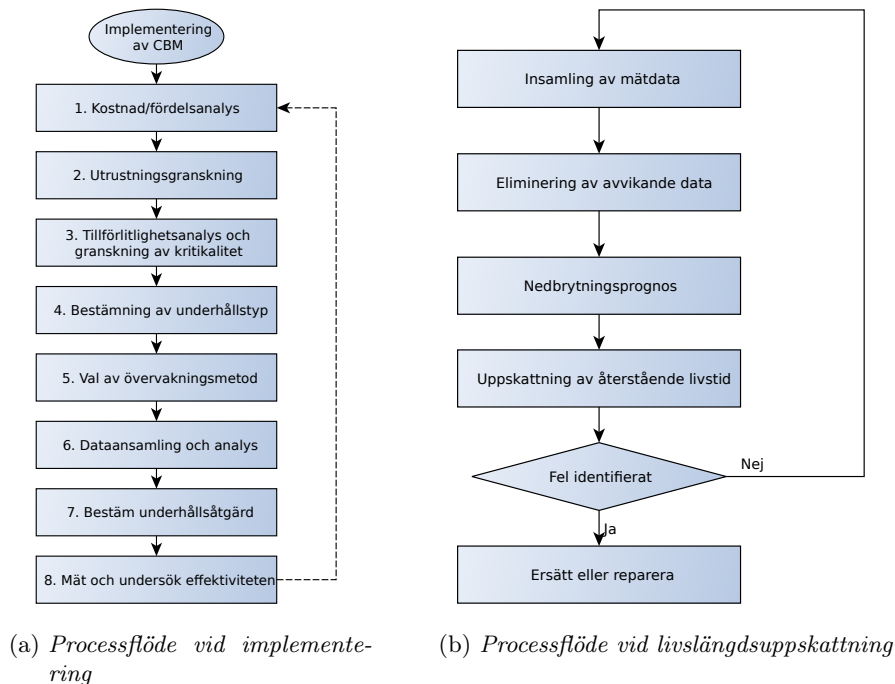 Implementering
av CBM
1. Kostnad/fördelsanalys
2. Utrustningsgranskning
3. Tillförlitlighetsanalys och
granskning av kritikalitet
4. Bestämning av underhållstyp
5. Val av övervakningsmetod
6. Dataansamling och analys
7. Bestäm underhållsåtgärd
8. Mät och undersök effektiviteten
(a) Processflöde vid implemente-
ring
Insamling av mätdata
Eliminering av avvikande data
Nedbrytningsprognos
Uppskattning av återstående livstid
Fel identifierat
Nej
Ja
Ersätt eller reparera
(b) Processflöde vid livslängdsuppskattning